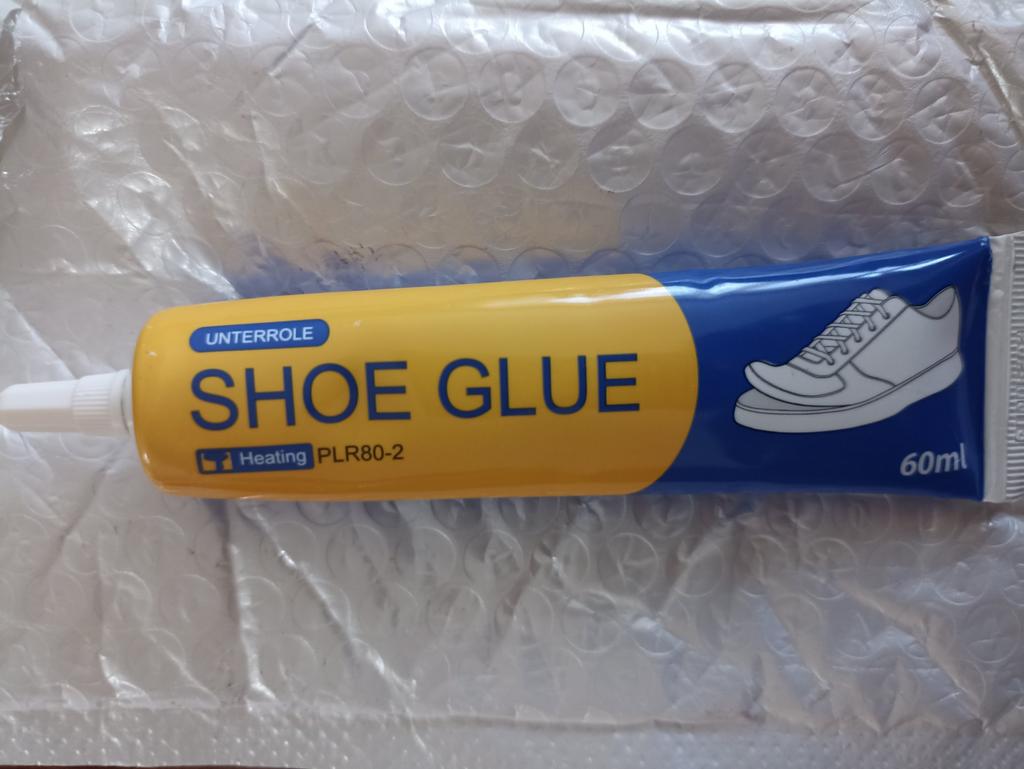 UNTERROLE
SHOE GLUE
Heating PLR80-2
60ml